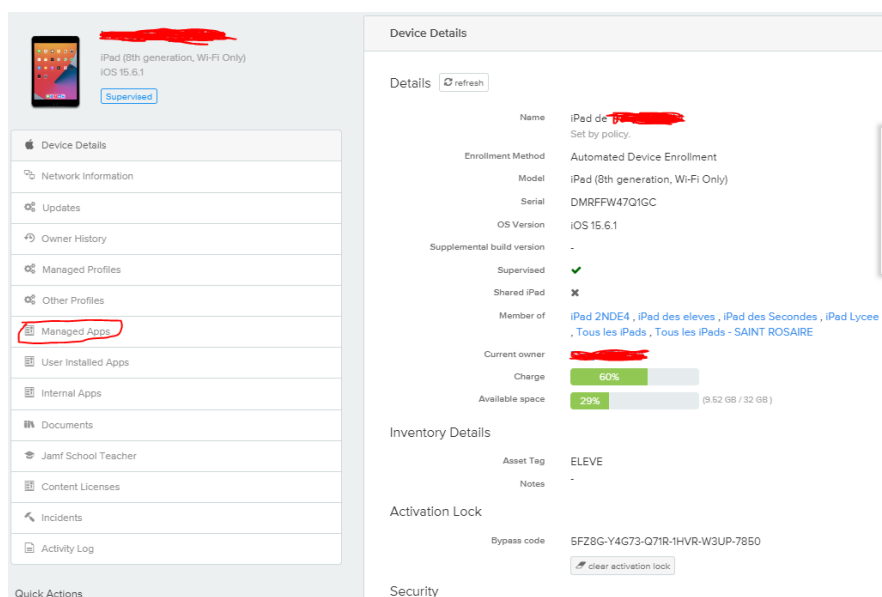 iPad (8th generation, Wi-Fi Only)
iOS 15.6.1
Supervised
Device Details
Network Information
Updates
Owner History
Managed Profiles
Other Profiles
Managed Apps
User Installed Apps
Internal Apps
Documents
Jamf School Teacher
Content Licenses
Incidents
Activity Log
Quick Actions
Device Details
Details refresh
Name iPad de
Set by policy.
Enrollment Method Automated Device Enrollment
Model iPad (8th generation, Wi-Fi Only)
Serial DMRFFW47Q1GC
OS Version iOS 15.6.1
Supplemental build version -
Supervised
Shared iPad
Member of iPad 2NDE4 , iPad des eleves , iPad des Secondes , iPad Lycee
, Tous les iPads , Tous les iPads - SAINT ROSAIRE
Current owner
Charge 60%
Available space 29% (9.52 GB / 32 GB )
Inventory Details
Asset Tag ELEVE
Notes -
Activation Lock
Bypass code 5FZ8G-Y4G73-Q71R-1HVR-W3UP-7850
clear activation lock
Security